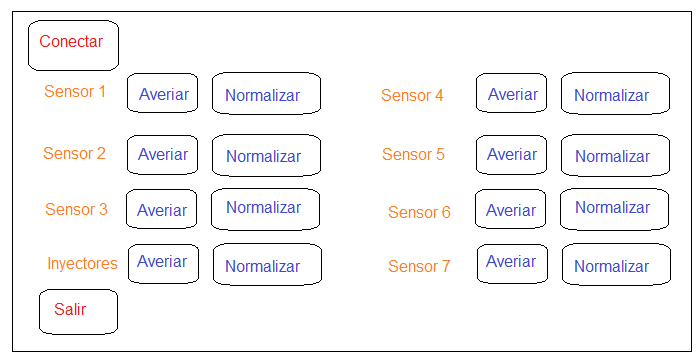 Conectar
Sensor 1 Averiar Normalizar Sensor 4 Averiar Normalizar
Sensor 2 Averiar Normalizar Sensor 5 Averiar Normalizar
Sensor 3 Averiar Normalizar Sensor 6 Averiar Normalizar
Inyectores Averiar Normalizar Sensor 7 Averiar Normalizar
Salir